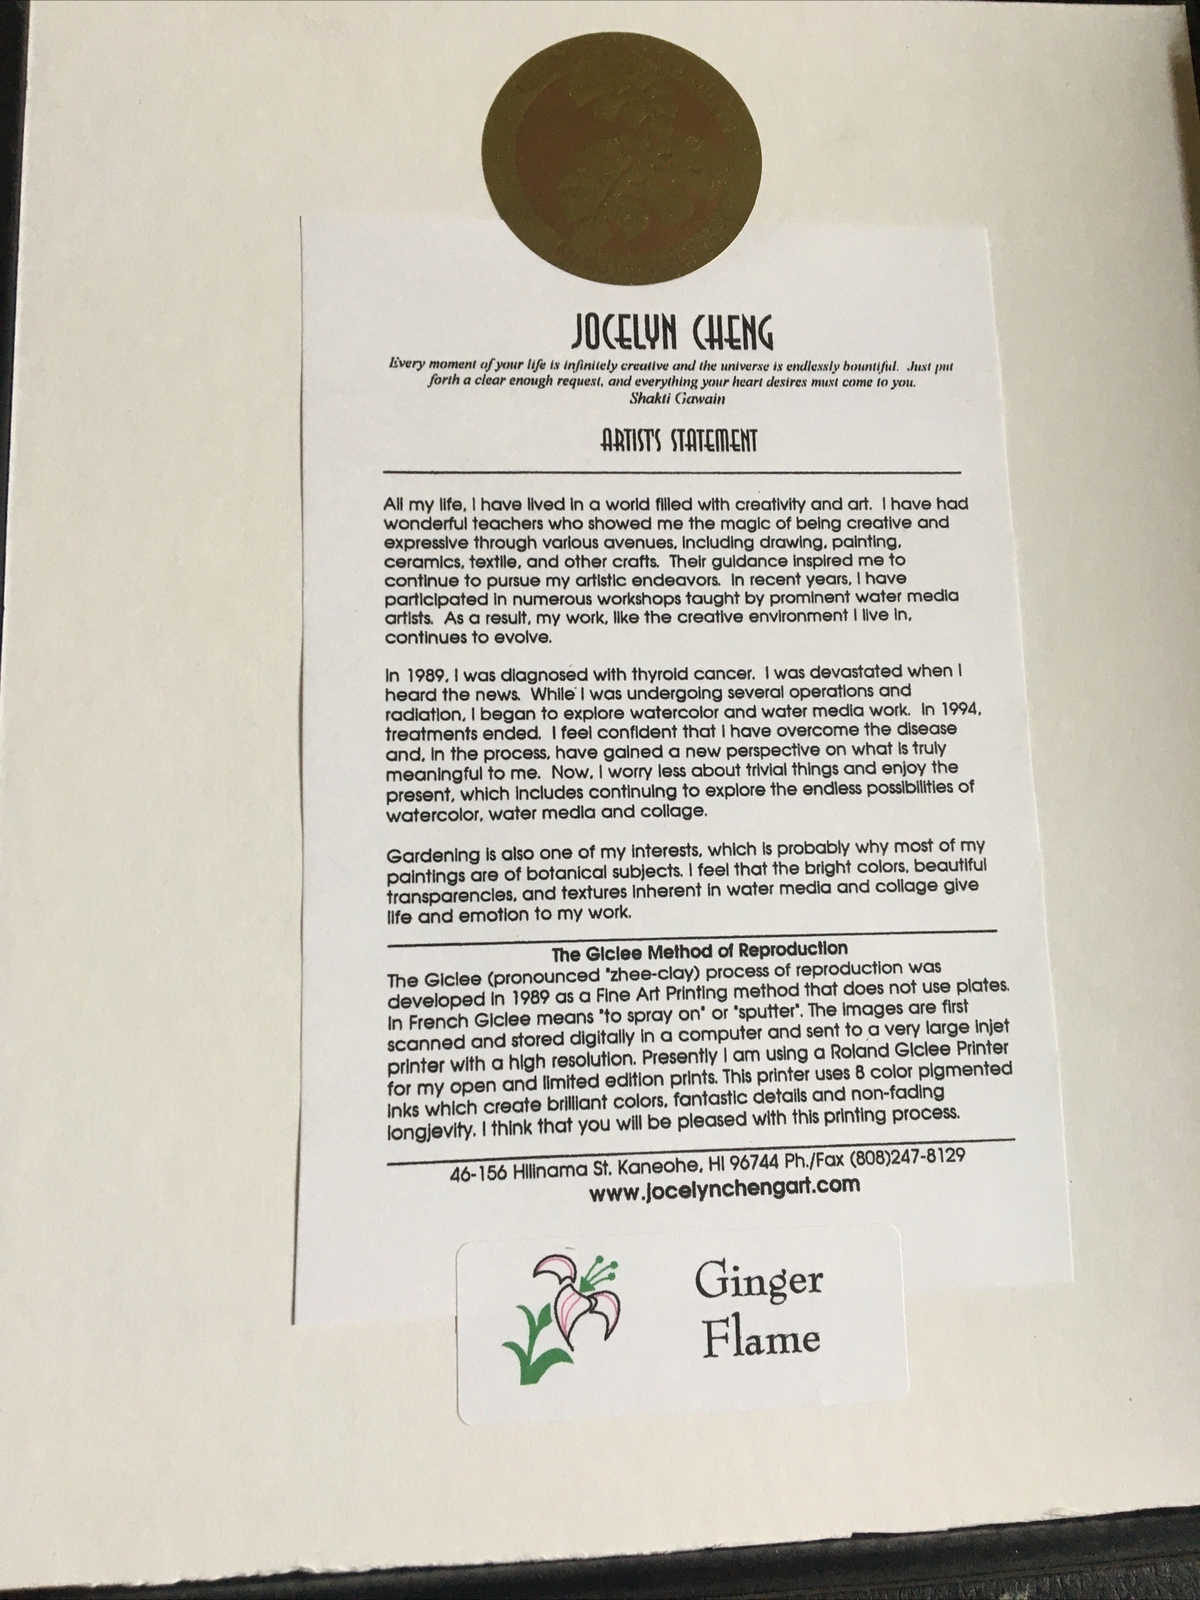 JOCELYN CHENG
Every moment of your life is infinitely creative and the universe is endlessly bountiful. Just put
forth a clear enough request, and everything your heart desires must come to you.
Shakti Gawain
ARTIST'S STATEMENT
All my life, I have lived in a world filled with creativity and art. I have had
wonderful teachers who showed me the magic of being creative and
expressive through various avenues, including drawing, painting,
ceramics, textile, and other crafts. Their guidance inspired me to
continue to pursue my artistic endeavors. In recent years, I have
participated in numerous workshops taught by prominent water media
artists. As a result, my work, like the creative environment I live in,
continues to evolve.
In 1989, I was diagnosed with thyroid cancer. I was devastated when I
heard the news. While I was undergoing several operations and
radiation, I began to explore watercolor and water media work. In 1994,
treatments ended. I feel confident that I have overcome the disease
and, in the process, have gained a new perspective on what is truly
meaningful to me. Now, I worry less about trivial things and enjoy the
present, which includes continuing to explore the endless possibilities of
watercolor, water media and collage.
Gardening is also one of my interests, which is probably why most of my
paintings are of botanical subjects. I feel that the bright colors, beautiful
transparencies, and textures inherent in water media and collage give
life and emotion to my work.
The Giclee Method of Reproduction
The Giclee (pronounced "zhee-clay) process of reproduction was
developed in 1989 as a Fine Art Printing method that does not use plates.
In French Giclee means "to spray on" or "sputter". The images are first
scanned and stored digitally in a computer and sent to a very large injet
printer with a high resolution. Presently I am using a Roland Giclee Printer
for my open and limited edition prints. This printer uses 8 color pigmented
inks which create brilliant colors, fantastic details and non-fading
longjevity. I think that you will be pleased with this printing process.
46-156 Hilinama St. Kaneohe, HI 96744 Ph./Fax (808)247-8129
www.jocelynchengart.com
Ginger
Flame